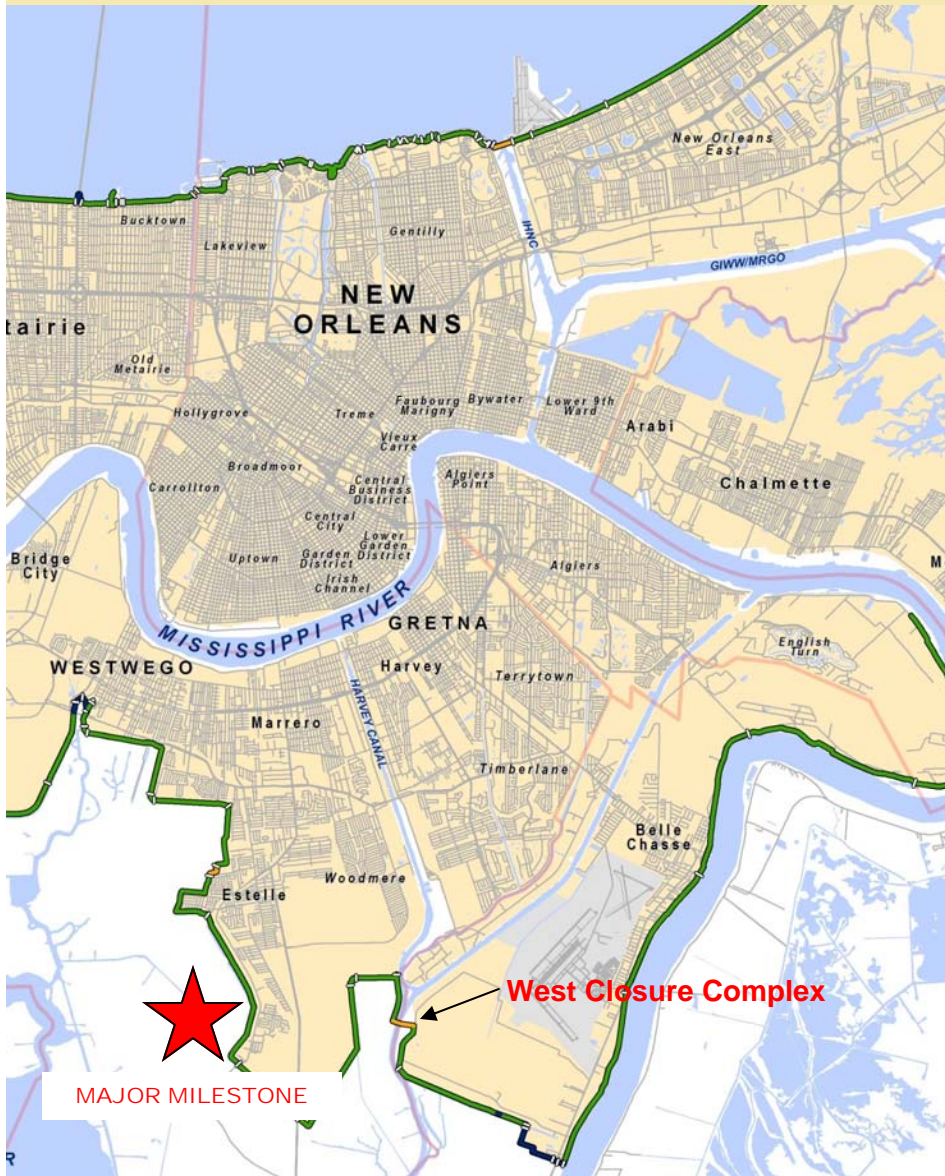 New Orleans
East
Bucktown
Lakeview
Gentilly
IHNC
GIWW/MRGO
NEW
ORLEANS
tairie
Old
Metairie
Hollygrove
Treme
Faubourg
Marigny
Bywater
Lower 9th
Ward
Arabi
Vieux
Carre
Broadmoor
Carrollton
Central
Business
District
Algiers
Point
Chalmette
Central
City
Lower
Garden
District
Uptown
Garden
District
Irish
Channel
Algiers
Bridge
City
M
MISSISSIPPI RIVER
GRETNA
English
Turn
WESTWEGO
Harvey
Terrytown
HARVEY CANAL
Marrero
Timberlane
Belle
Chasse
Woodmere
Estelle
West Closure Complex
MAJOR MILESTONE
R